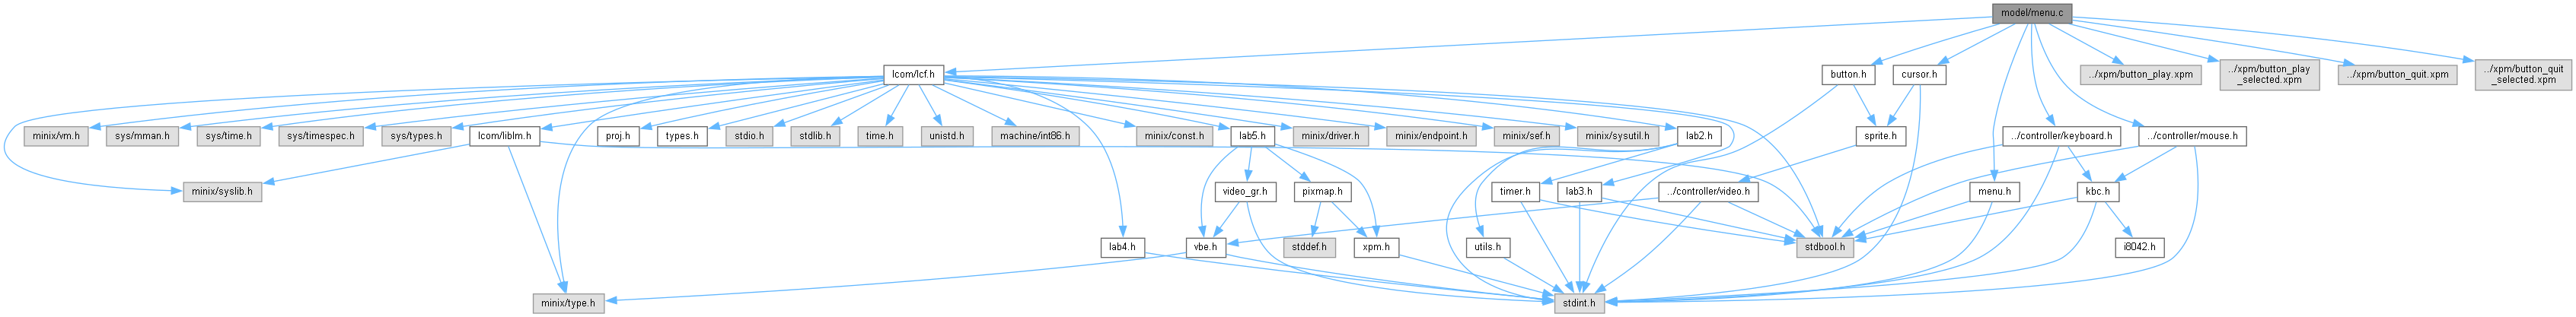 model/menu.c
lcom/lcf.h
button.h
cursor.h
../xpm/button_play.xpm
../xpm/button_play
_selected.xpm
../xpm/button_quit.xpm
../xpm/button_quit
_selected.xpm
minix/vm.h
sys/mman.h
sys/time.h
sys/timespec.h
sys/types.h
lcom/liblm.h
proj.h
types.h
stdio.h
stdlib.h
time.h
unistd.h
machine/int86.h
minix/const.h
lab5.h
minix/driver.h
minix/endpoint.h
minix/sef.h
minix/sysutil.h
lab2.h
sprite.h
../controller/keyboard.h
../controller/mouse.h
minix/syslib.h
video_gr.h
pixmap.h
timer.h
lab3.h
../controller/video.h
menu.h
kbc.h
lab4.h
vbe.h
stddef.h
xpm.h
utils.h
stdbool.h
i8042.h
minix/type.h
stdint.h